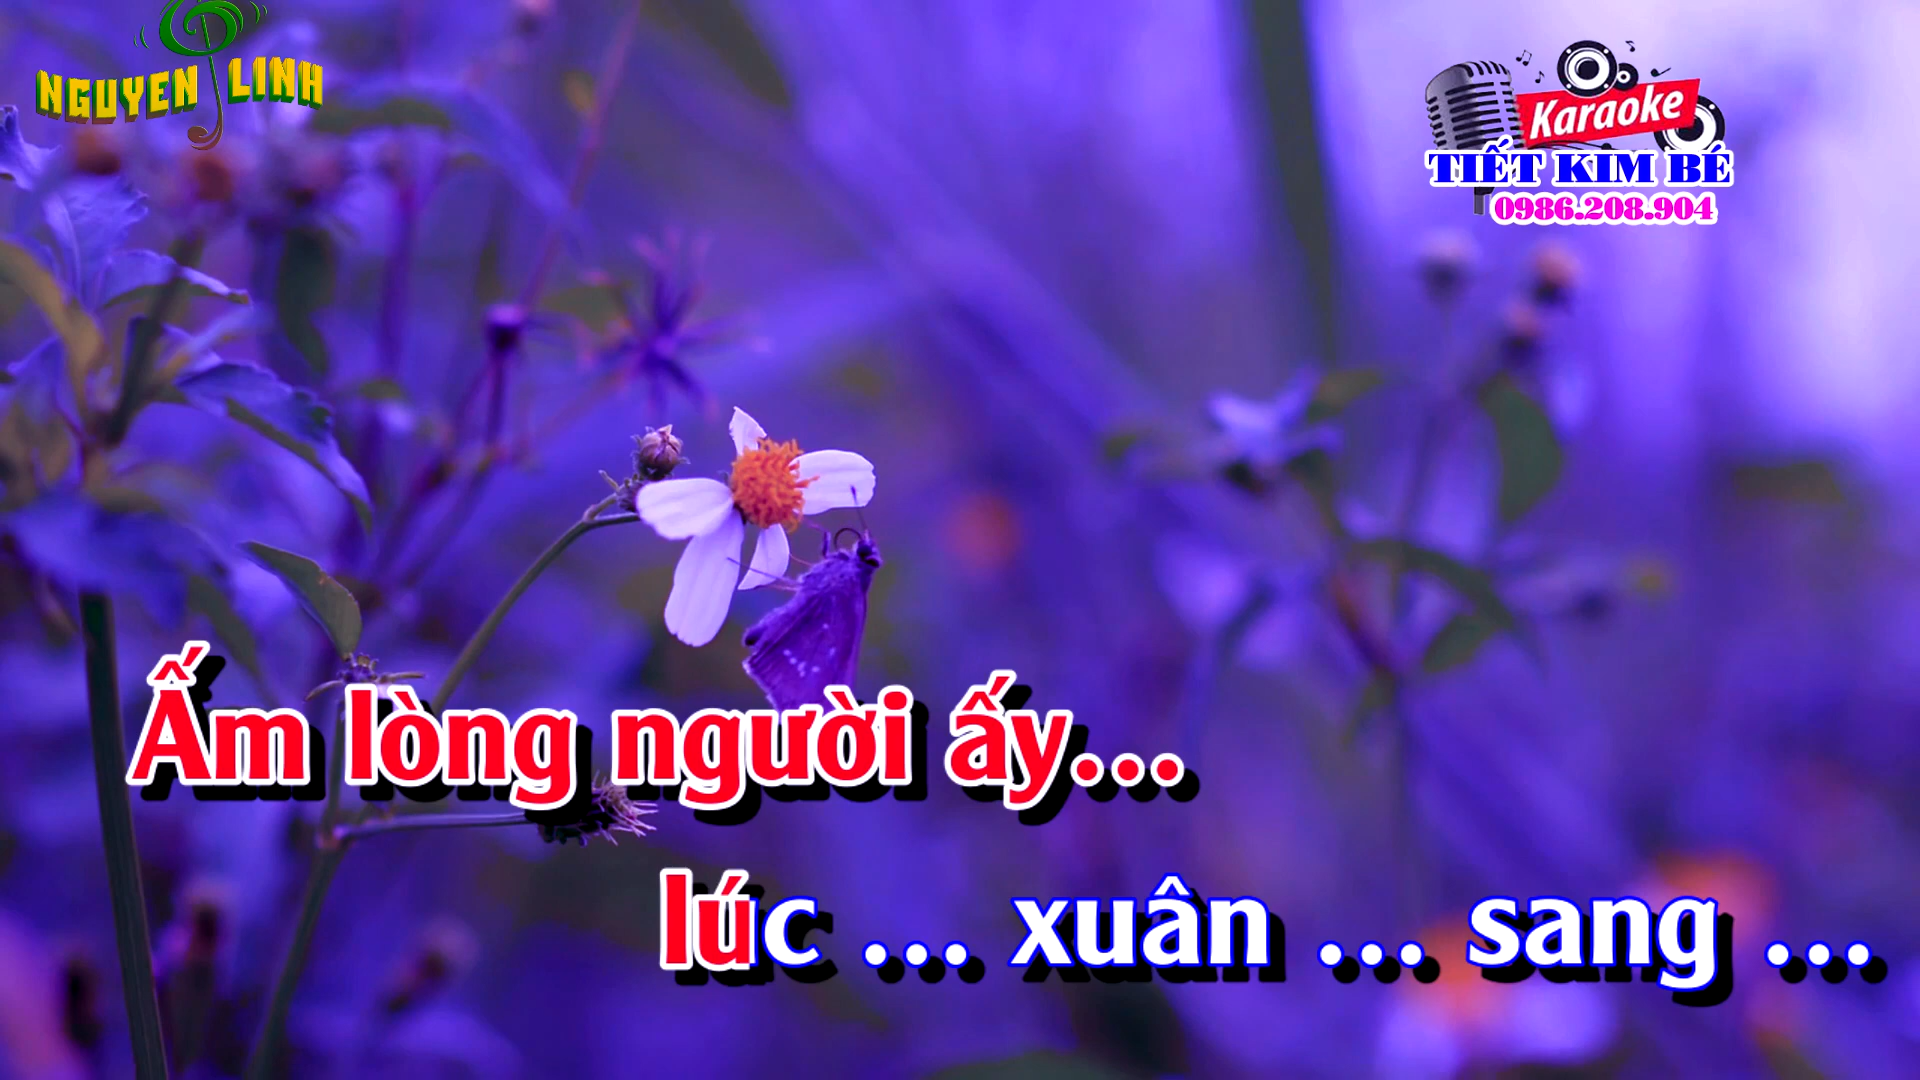 NGUYEN LINH
Karaoke
TIẾT KIM BÉ
0986.208.904
Ấm lòng người ấy...
lúc ... xuân ... sang ...